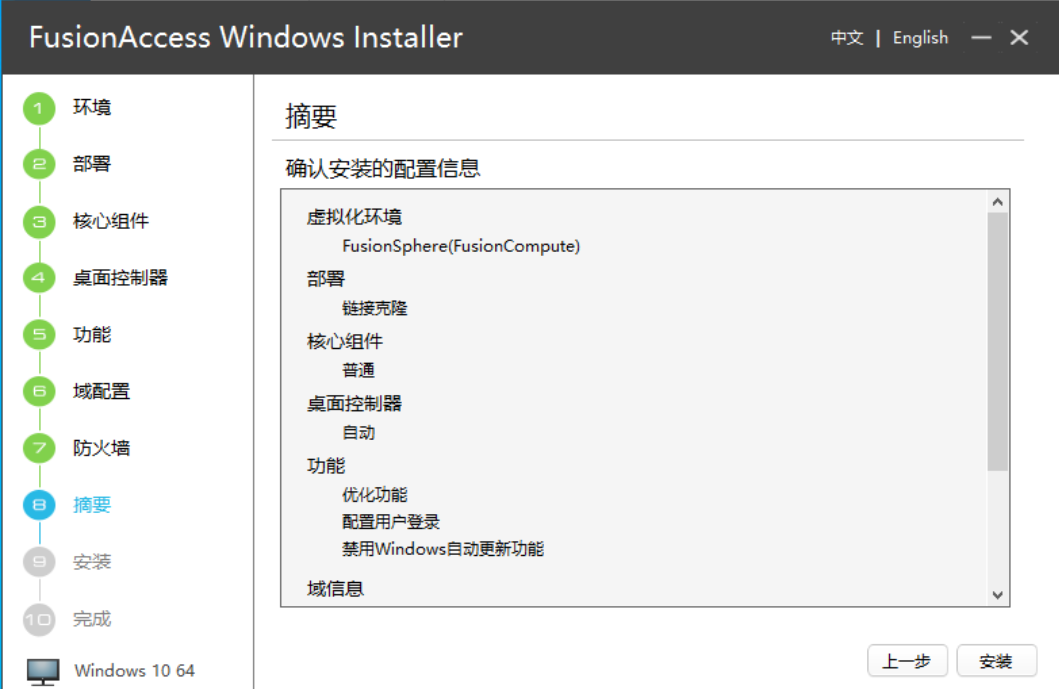 FusionAccess Windows Installer
中文 | English
1 环境
2 部署
3 核心组件
4 桌面控制器
5 功能
6 域配置
7 防火墙
8 摘要
9 安装
10 完成
Windows 10 64
摘要
确认安装的配置信息
虚拟化环境
FusionSphere(FusionCompute)
部署
链接克隆
核心组件
普通
桌面控制器
自动
功能
优化功能
配置用户登录
禁用Windows自动更新功能
域信息
上一步
安装